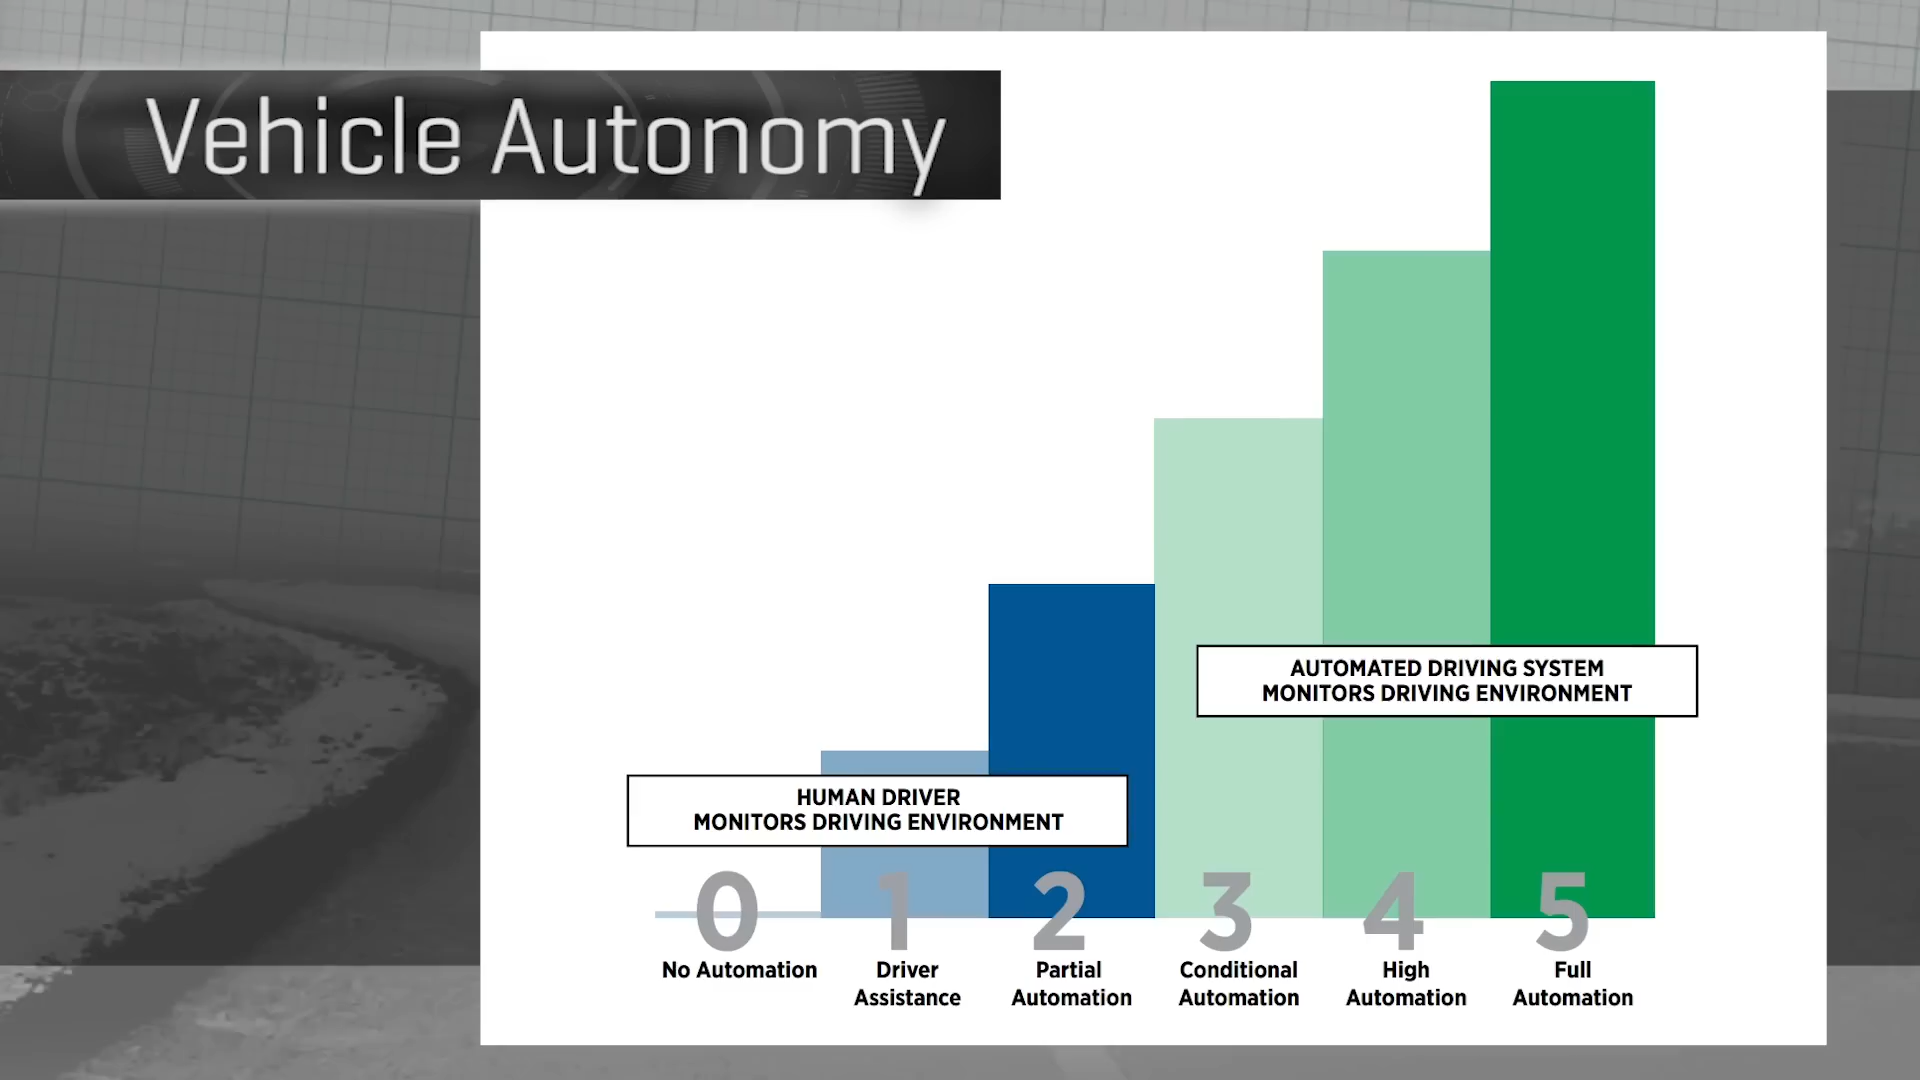 Vehicle Autonomy
AUTOMATED DRIVING SYSTEM
MONITORS DRIVING ENVIRONMENT
HUMAN DRIVER
MONITORS DRIVING ENVIRONMENT
0 1 2 3 4 5
No Automation
Driver
Assistance
Partial
Automation
Conditional
Automation
High
Automation
Full
Automation